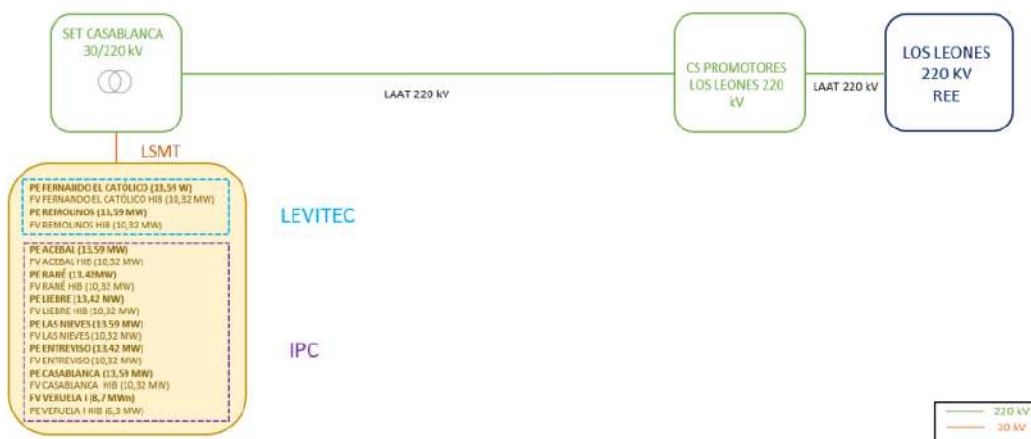 SET CASABLANCA
30/220 kV
LAAT 220 kV
CS PROMOTORES
LOS LEONES 220
kV
LAAT 220 kV
LOS LEONES
220 KV
REE
LSMT
PE FERNANDO EL CATÓLICO (13,59 W)
FV FERNANDO EL CATÓLICO HIB (10,32 MW)
PE REMOLINOS (13,59 MW)
FV REMOLINOS HIB (10,32 MW)
LEVITEC
PE ACEBAL (13,59 MW)
FV ACEBAL HIB (10,32 MW)
PE RANÉ (13,42MW)
FV RANÉ HIB (10,32 MW)
PE LIEBRE (13,42 MW)
FV LIEBRE HIB (10,32 MW)
PE LAS NIEVES (13,59 MW)
FV LAS NIEVES (10,32 MW)
PE ENTREVISO (13,42 MW)
FV ENTREVISO (10,32 MW)
PE CASABLANCA (13,59 MW)
FV CASABLANCA HIB (10,32 MW)
FV VERUELA I (8,7 MWn)
PE VERUELA I HIB (6,3 MW)
IPC
220 kV
30 kV